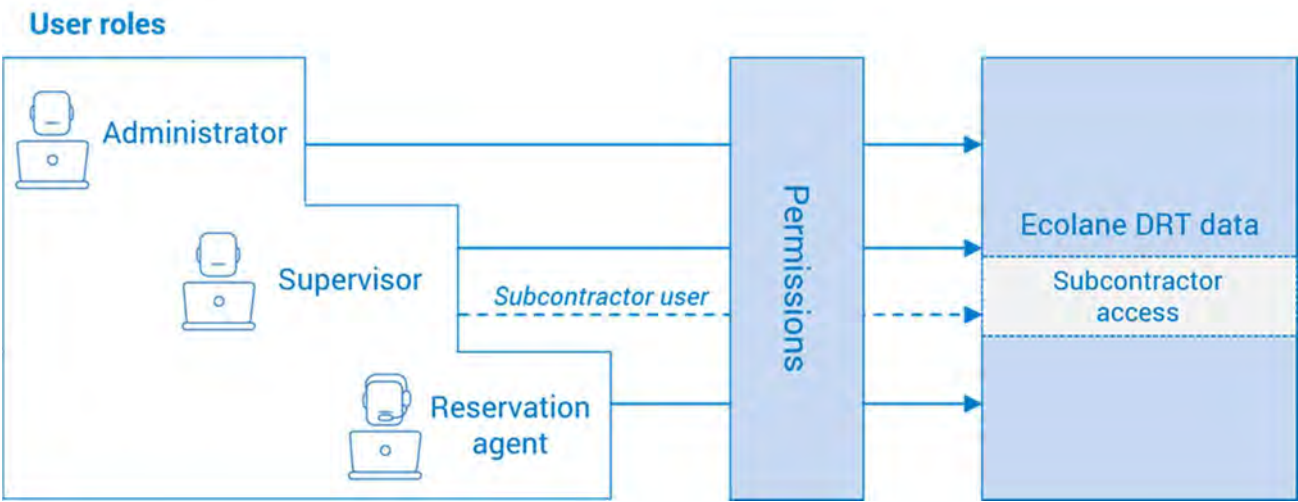 User roles
Administrator
Supervisor
Subcontractor user
Reservation
agent
Permissions
Ecolane DRT data
Subcontractor
access